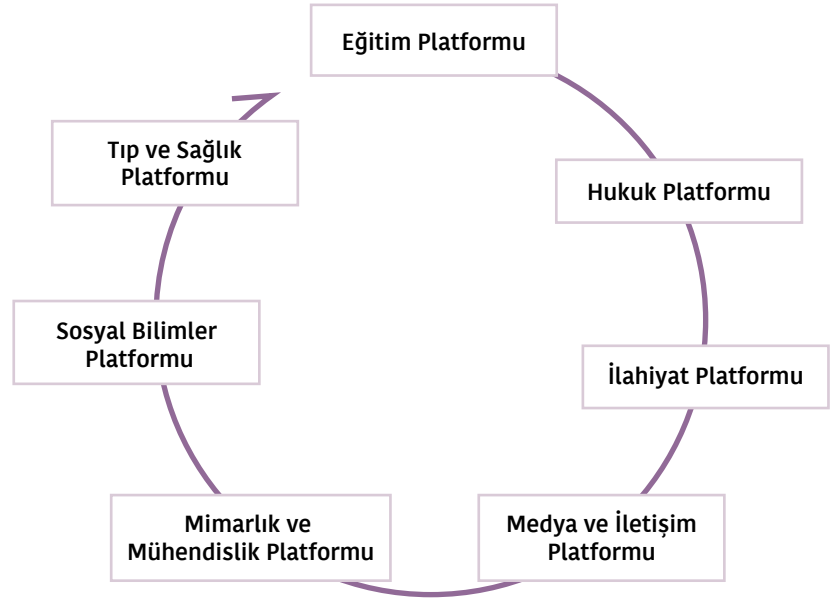 Eğitim Platformu
Hukuk Platformu
İlahiyat Platformu
Medya ve İletişim
Platformu
Mimarlık ve
Mühendislik Platformu
Sosyal Bilimler
Platformu
Tıp ve Sağlık
Platformu